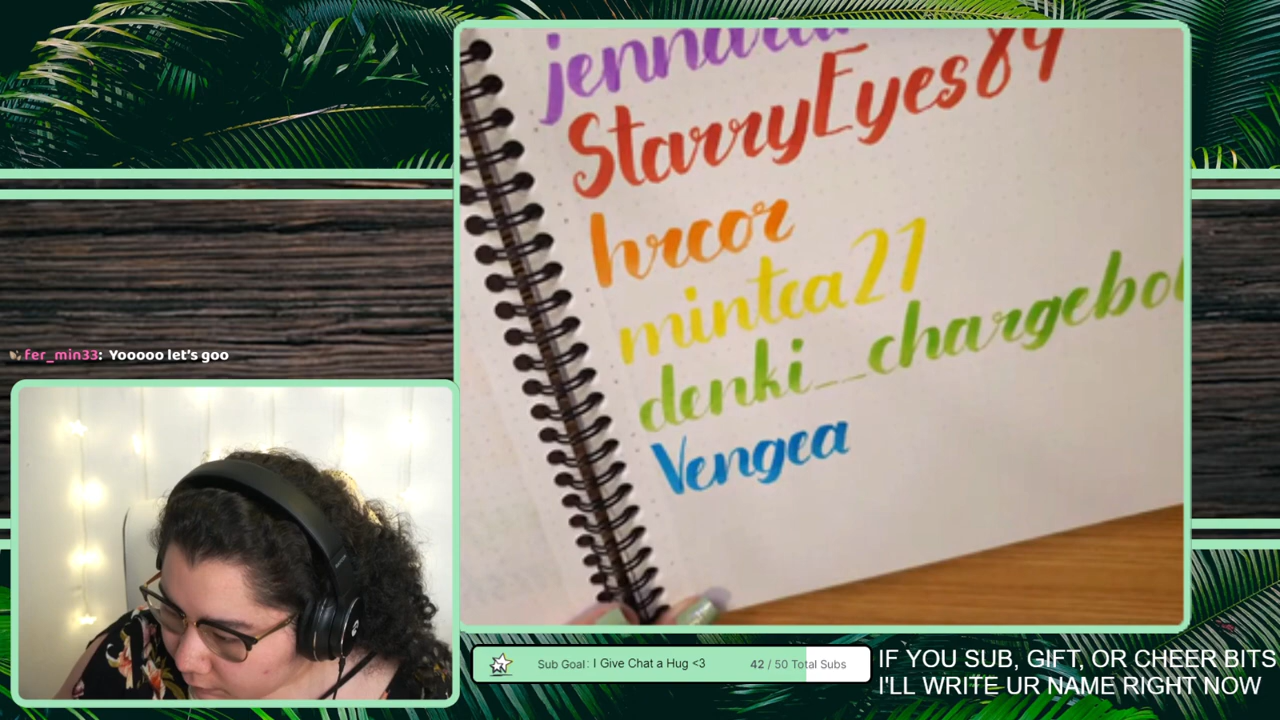 StarryEyes84
hrcor
mintea21
denki__chargebol
Vengea
fer_min33: Yooooo let's goo
Sub Goal: I Give Chat a Hug <3
42 / 50 Total Subs
IF YOU SUB, GIFT, OR CHEER BITS
I'LL WRITE UR NAME RIGHT NOW